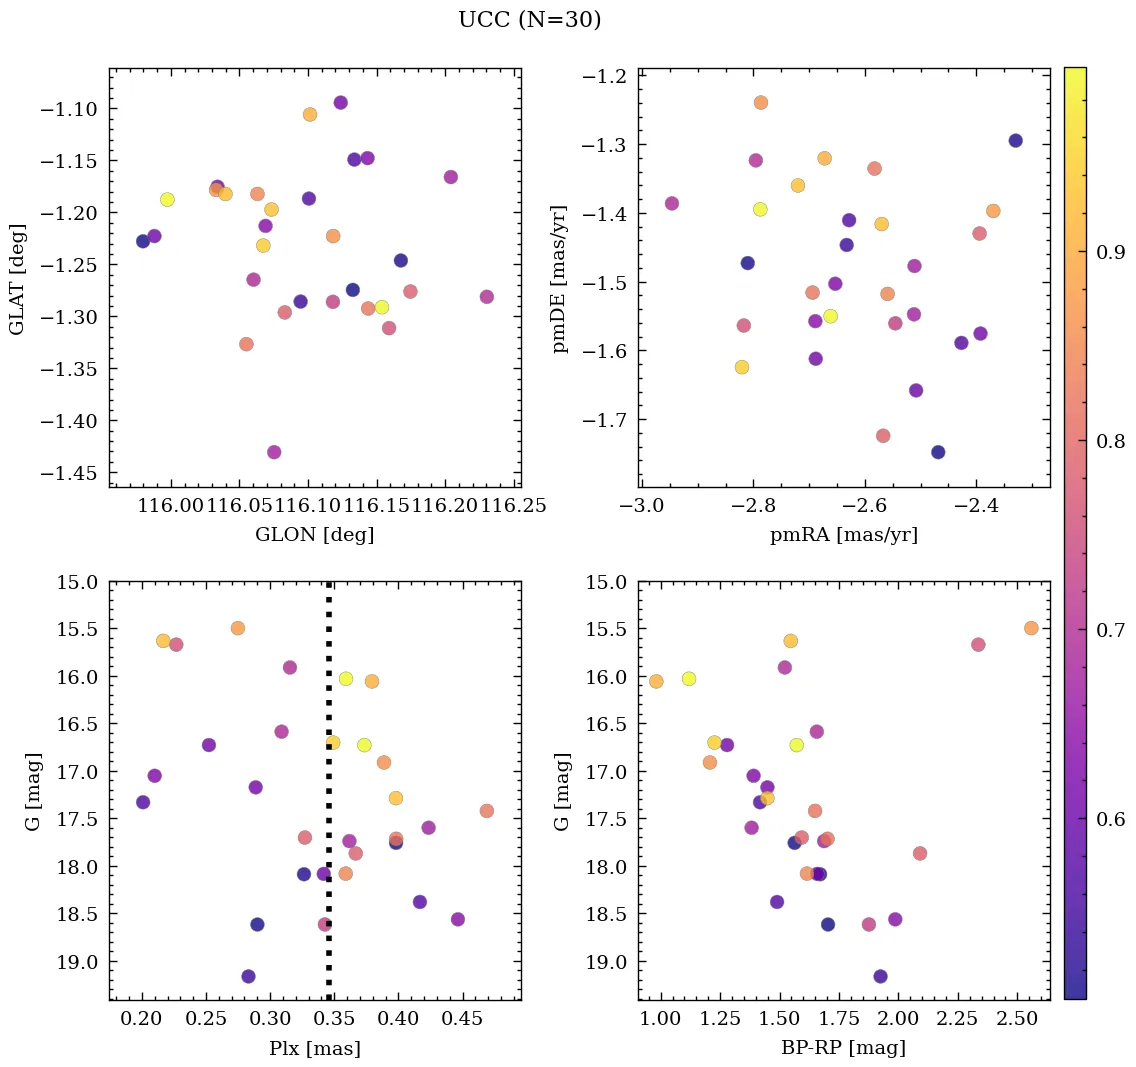 UCC (N=30)
−1.10
−1.15
−1.20
−1.25
−1.30
−1.35
−1.40
−1.45
GLAT [deg]
116.00 116.05 116.10 116.15 116.20 116.25
GLON [deg]
−1.2
−1.3
−1.4
−1.5
−1.6
−1.7
pmDE [mas/yr]
−3.0 −2.8 −2.6 −2.4
pmRA [mas/yr]
15.0
15.5
16.0
16.5
17.0
17.5
18.0
18.5
19.0
G [mag]
0.20 0.25 0.30 0.35 0.40 0.45
Plx [mas]
15.0
15.5
16.0
16.5
17.0
17.5
18.0
18.5
19.0
G [mag]
1.00 1.25 1.50 1.75 2.00 2.25 2.50
BP-RP [mag]
0.9
0.8
0.7
0.6